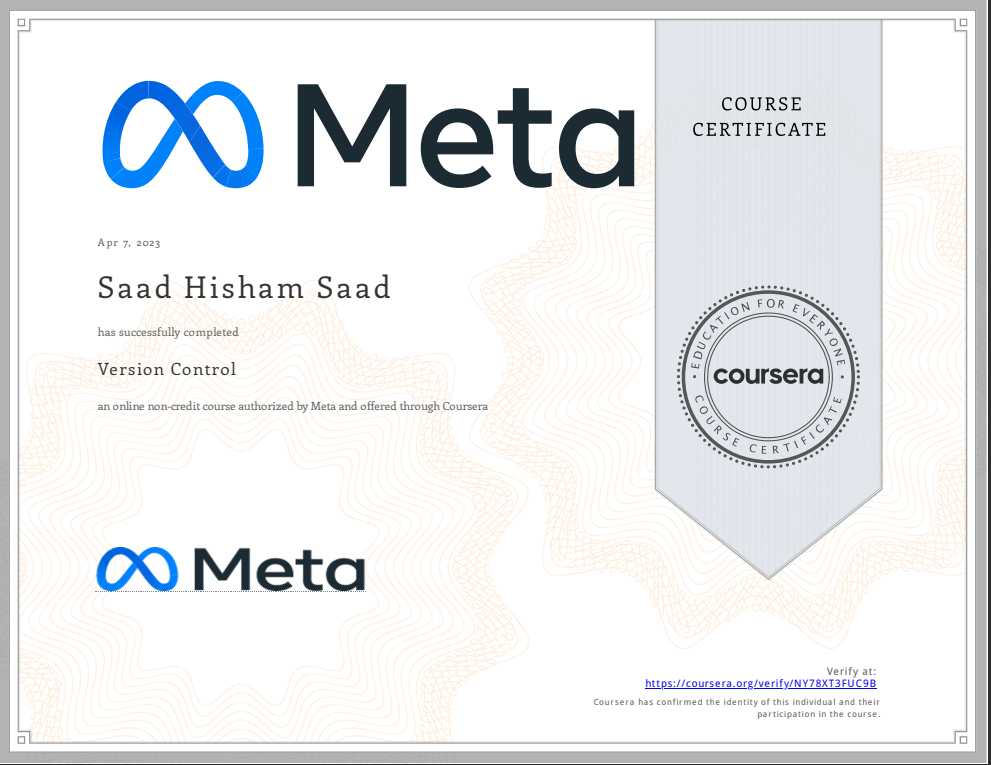 Meta
COURSE
CERTIFICATE
Apr 7, 2023
Saad Hisham Saad
has successfully completed
Version Control
an online non-credit course authorized by Meta and offered through Coursera
EDUCATION FOR EVERYONE
coursera
COURSE CERTIFICATE
Meta
Verify at:
https://coursera.org/verify/NY78XT3FUC9B
Coursera has confirmed the identity of this individual and their
participation in the course.